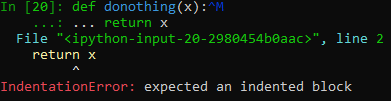 In [20]: def donothing(x):^M
    ...: ... return x
  File "<ipython-input-20-2980454b0aac>", line 2
    return x
         ^
IndentationError: expected an indented block